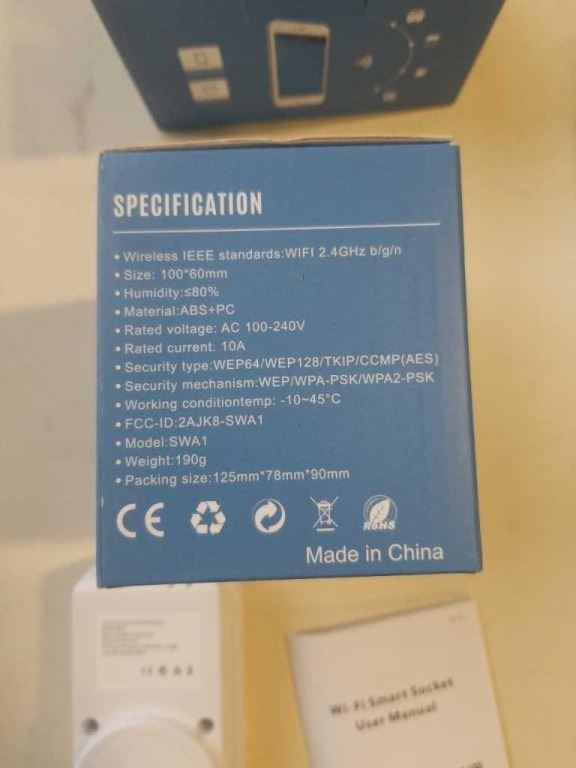 SPECIFICATION
• Wireless IEEE standards:WIFI 2.4GHz b/g/n
• Size: 100*60mm
• Humidity:≤80%
• Material:ABS+PC
• Rated voltage: AC 100-240V
• Rated current: 10A
• Security type:WEP64/WEP128/TKIP/CCMP(AES)
• Security mechanism:WEP/WPA-PSK/WPA2-PSK
• Working conditiontemp: -10~45°C
• FCC-ID:2AJK8-SWA1
• Model:SWA1
• Weight:190g
• Packing size:125mm*78mm*90mm
CE
RoHS
Made in China
Wi-Fi Smart Socket
User Manual